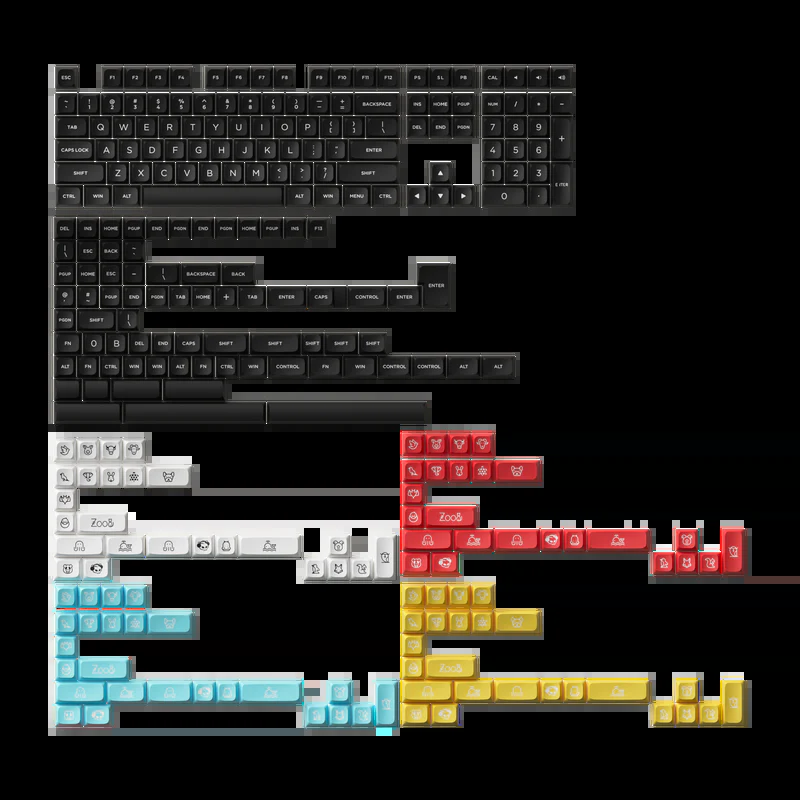 ESC F1 F2 F3 F4 F5 F6 F7 F8 F9 F10 F11 F12 PS SL PB CAL
~ ! 1 @ 2 # 3 $ 4 % 5 ^ 6 & 7 * 8 ( 9 ) 0 — - + = BACKSPACE INS HOME PGUP NUM / * −
TAB Q W E R T Y U I O P { [ } ] | \ DEL END PGDN 7 8 9 +
CAPS LOCK A S D F G H J K L : ; " ' ENTER 4 5 6
SHIFT Z X C V B N M < , > . ? / SHIFT ▲ 1 2 3 ENTER
CTRL WIN ALT ALT WIN MENU CTRL ◀ ▼ ▶ 0 .
DEL INS HOME PGUP END PGDN END PGDN HOME PGUP INS F13
| \ ESC BACK ~
PGUP HOME ESC − | \ BACKSPACE BACK
@ # ~ PGUP END PGDN TAB HOME + TAB ENTER CAPS CONTROL ENTER ENTER
PGDN SHIFT | \
FN 0 B DEL END CAPS SHIFT SHIFT SHIFT SHIFT SHIFT
ALT FN CTRL WIN WIN ALT FN CTRL WIN CONTROL FN WIN CONTROL CONTROL ALT ALT
Zoo
Zoo
Zoo
Zoo